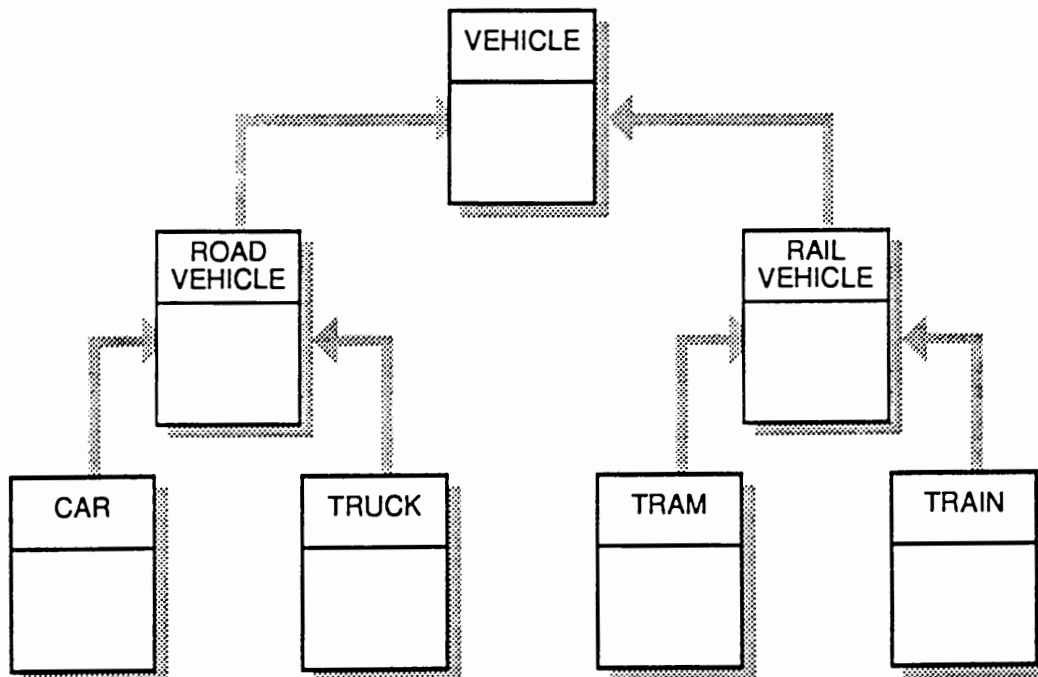 VEHICLE
ROAD
VEHICLE
RAIL
VEHICLE
CAR
TRUCK
TRAM
TRAIN